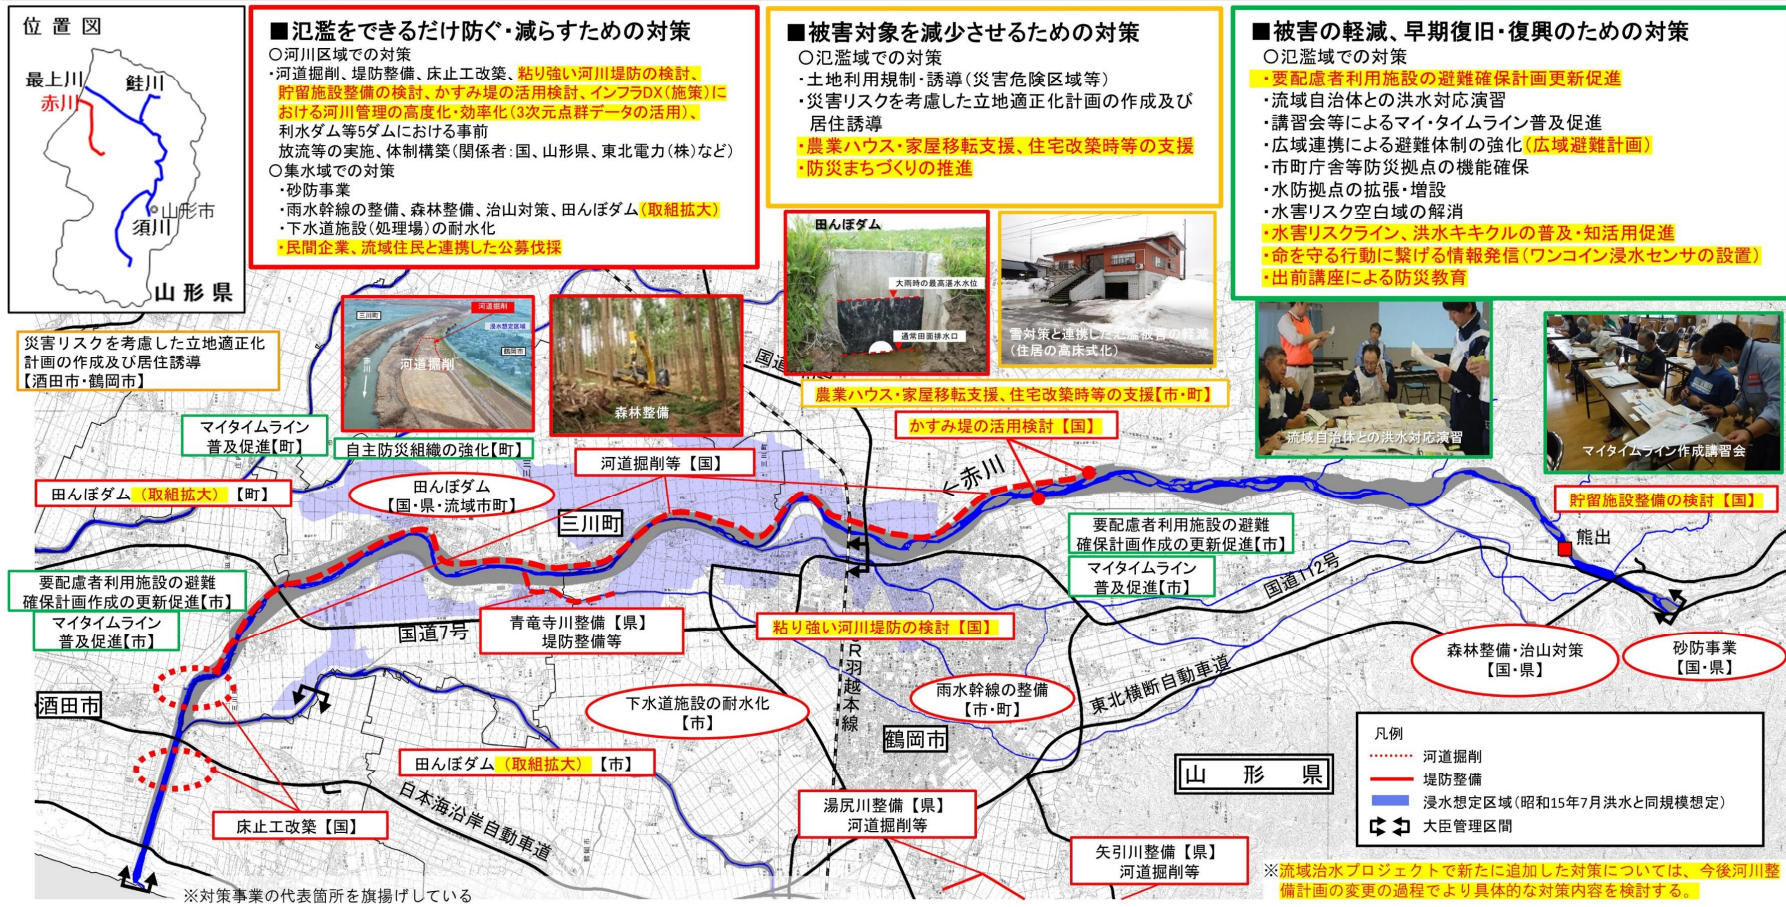 位置図
最上川
鮭川
赤川
山形市
須川
山形県
■氾濫をできるだけ防ぐ・減らすための対策
〇河川区域での対策
・河道掘削、堤防整備、床止工改築、粘り強い河川堤防の検討、
貯留施設整備の検討、かすみ堤の活用検討、インフラDX(施策)に
おける河川管理の高度化・効率化(3次元点群データの活用)、
利水ダム等5ダムにおける事前
放流等の実施、体制構築(関係者:国、山形県、東北電力(株)など)
〇集水域での対策
・砂防事業
・雨水幹線の整備、森林整備、治山対策、田んぼダム(取組拡大)
・下水道施設(処理場)の耐水化
・民間企業、流域住民と連携した公募伐採
■被害対象を減少させるための対策
〇氾濫域での対策
・土地利用規制・誘導(災害危険区域等)
・災害リスクを考慮した立地適正化計画の作成及び
居住誘導
・農業ハウス・家屋移転支援、住宅改築時等の支援
・防災まちづくりの推進
■被害の軽減、早期復旧・復興のための対策
〇氾濫域での対策
・要配慮者利用施設の避難確保計画更新促進
・流域自治体との洪水対応演習
・講習会等によるマイ・タイムライン普及促進
・広域連携による避難体制の強化(広域避難計画)
・市町庁舎等防災拠点の機能確保
・水防拠点の拡張・増設
・水害リスク空白域の解消
・水害リスクライン、洪水キキクルの普及・知活用促進
・命を守る行動に繋げる情報発信(ワンコイン浸水センサの設置)
・出前講座による防災教育
災害リスクを考慮した立地適正化
計画の作成及び居住誘導
【酒田市・鶴岡市】
三川町
河道掘削
浸水想定区域
鶴岡市
赤川
河道掘削
森林整備
田んぼダム
大雨時の最高湛水水位
通常田面排水口
雪対策と連携した氾濫被害の軽減
(住居の高床式化)
農業ハウス・家屋移転支援、住宅改築時等の支援【市・町】
流域自治体との洪水対応演習
マイタイムライン作成講習会
マイタイムライン
普及促進【町】
自主防災組織の強化【町】
河道掘削等【国】
かすみ堤の活用検討【国】
←赤川
田んぼダム(取組拡大)【町】
田んぼダム
【国・県・流域市町】
三川町
貯留施設整備の検討【国】
熊出
要配慮者利用施設の避難
確保計画作成の更新促進【市】
マイタイムライン
普及促進【市】
国道112号
要配慮者利用施設の避難
確保計画作成の更新促進【市】
マイタイムライン
普及促進【市】
国道7号
青竜寺川整備【県】
堤防整備等
粘り強い河川堤防の検討【国】
JR羽越本線
東北横断自動車道
森林整備・治山対策
【国・県】
砂防事業
【国・県】
酒田市
下水道施設の耐水化
【市】
雨水幹線の整備
【市・町】
鶴岡市
田んぼダム(取組拡大)【市】
日本海沿岸自動車道
床止工改築【国】
湯尻川整備【県】
河道掘削等
矢引川整備【県】
河道掘削等
山形県
凡例
河道掘削
堤防整備
浸水想定区域(昭和15年7月洪水と同規模想定)
大臣管理区間
※対策事業の代表箇所を旗揚げしている
※流域治水プロジェクトで新たに追加した対策については、今後河川整
備計画の変更の過程でより具体的な対策内容を検討する。